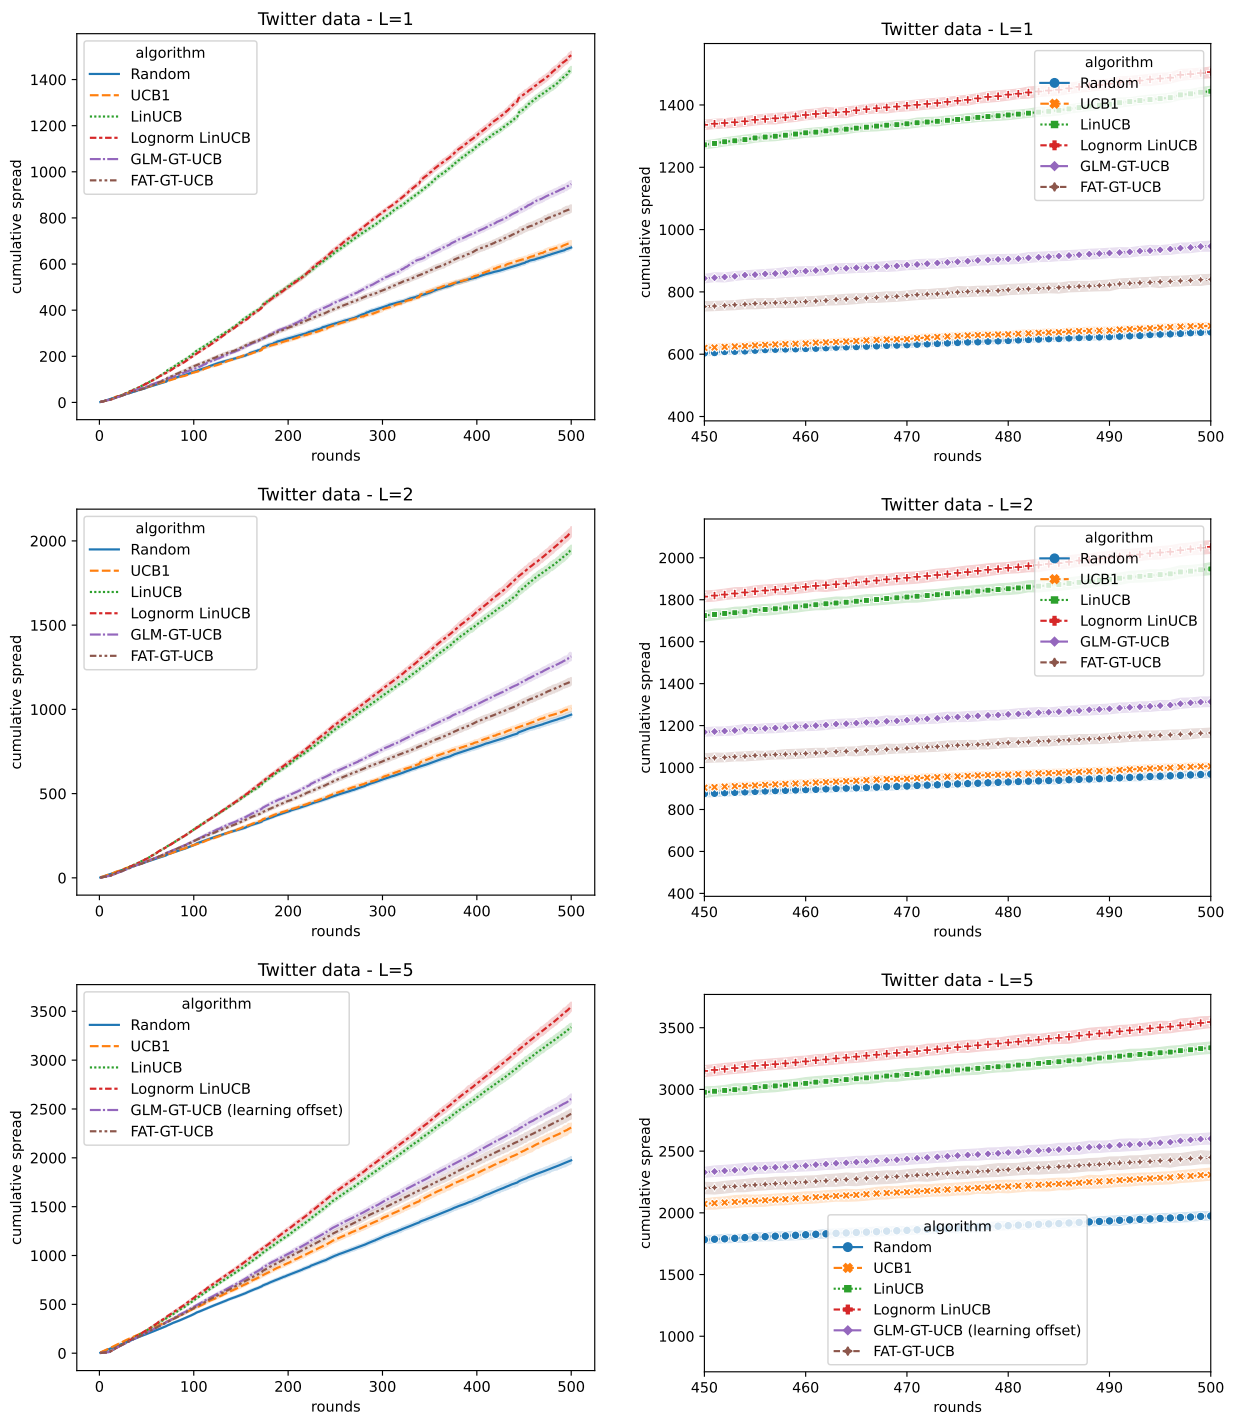 Twitter data - L=1
algorithm
Random
UCB1
LinUCB
Lognorm LinUCB
GLM-GT-UCB
FAT-GT-UCB
cumulative spread
1400
1200
1000
800
600
400
200
0
0 100 200 300 400 500
rounds
Twitter data - L=1
algorithm
Random
UCB1
LinUCB
Lognorm LinUCB
GLM-GT-UCB
FAT-GT-UCB
cumulative spread
1400
1200
1000
800
600
400
450 460 470 480 490 500
rounds
Twitter data - L=2
algorithm
Random
UCB1
LinUCB
Lognorm LinUCB
GLM-GT-UCB
FAT-GT-UCB
cumulative spread
2000
1500
1000
500
0
0 100 200 300 400 500
rounds
Twitter data - L=2
algorithm
Random
UCB1
LinUCB
Lognorm LinUCB
GLM-GT-UCB
FAT-GT-UCB
cumulative spread
2000
1800
1600
1400
1200
1000
800
600
400
450 460 470 480 490 500
rounds
Twitter data - L=5
algorithm
Random
UCB1
LinUCB
Lognorm LinUCB
GLM-GT-UCB (learning offset)
FAT-GT-UCB
cumulative spread
3500
3000
2500
2000
1500
1000
500
0
0 100 200 300 400 500
rounds
Twitter data - L=5
cumulative spread
3500
3000
2500
2000
1500
1000
algorithm
Random
UCB1
LinUCB
Lognorm LinUCB
GLM-GT-UCB (learning offset)
FAT-GT-UCB
450 460 470 480 490 500
rounds